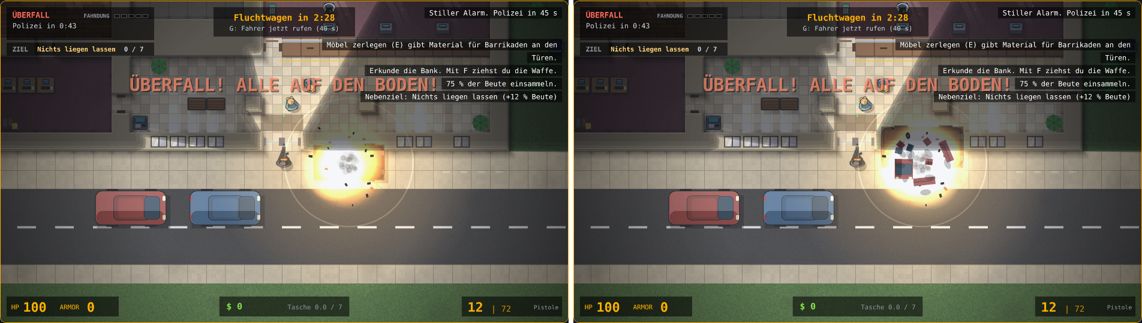 ÜBERFALL
FAHNDUNG
Polizei in 0:43
ZIEL Nichts liegen lassen 0 / 7
Fluchtwagen in 2:28
G: Fahrer jetzt rufen (40 s)
Stiller Alarm. Polizei in 45 s
Möbel zerlegen (E) gibt Material für Barrikaden an den
Türen.
Erkunde die Bank. Mit F ziehst du die Waffe.
ÜBERFALL! ALLE AUF DEN BODEN!
75 % der Beute einsammeln.
Nebenziel: Nichts liegen lassen (+12 % Beute)
HP 100 ARMOR 0
$ 0 Tasche 0.0 / 7
12 | 72 Pistole
ÜBERFALL
FAHNDUNG
Polizei in 0:43
ZIEL Nichts liegen lassen 0 / 7
Fluchtwagen in 2:28
G: Fahrer jetzt rufen (40 s)
Stiller Alarm. Polizei in 45 s
Möbel zerlegen (E) gibt Material für Barrikaden an den
Türen.
Erkunde die Bank. Mit F ziehst du die Waffe.
ÜBERFALL! ALLE AUF DEN BODEN!
75 % der Beute einsammeln.
Nebenziel: Nichts liegen lassen (+12 % Beute)
HP 100 ARMOR 0
$ 0 Tasche 0.0 / 7
12 | 72 Pistole